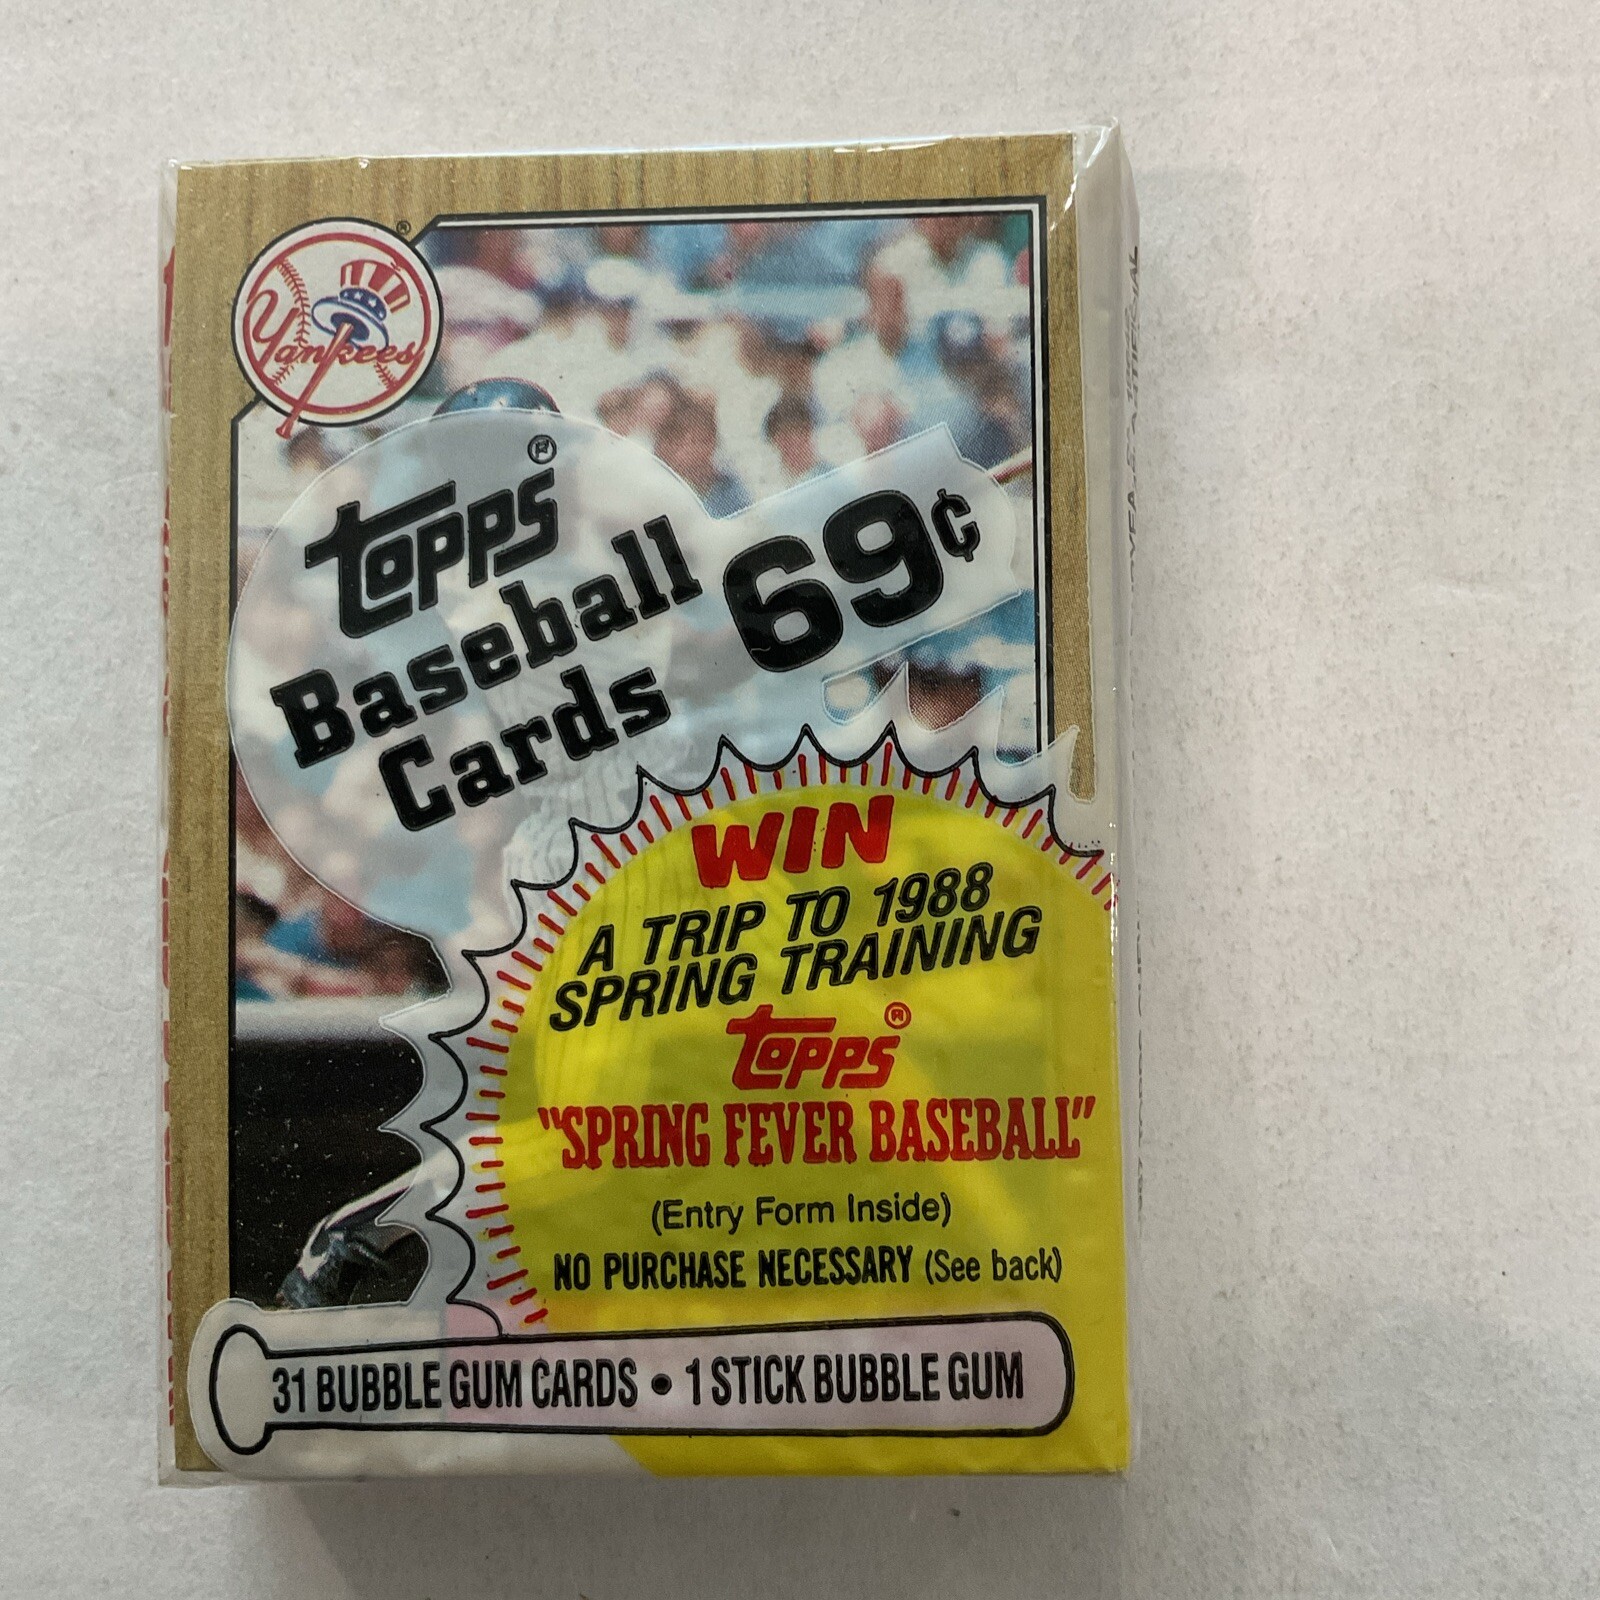 Yankees
®
Topps®
Baseball
Cards
69¢
WIN
A TRIP TO 1988
SPRING TRAINING
Topps®
"SPRING FEVER BASEBALL"
(Entry Form Inside)
NO PURCHASE NECESSARY (See back)
31 BUBBLE GUM CARDS • 1 STICK BUBBLE GUM